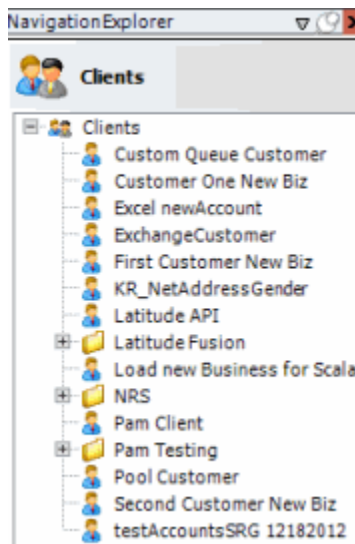 NavigationExplorer
Clients
Clients
Custom Queue Customer
Customer One New Biz
Excel newAccount
ExchangeCustomer
First Customer New Biz
KR_NetAddressGender
Latitude API
Latitude Fusion
Load new Business for Scala
NRS
Pam Client
Pam Testing
Pool Customer
Second Customer New Biz
testAccountsSRG 12182012